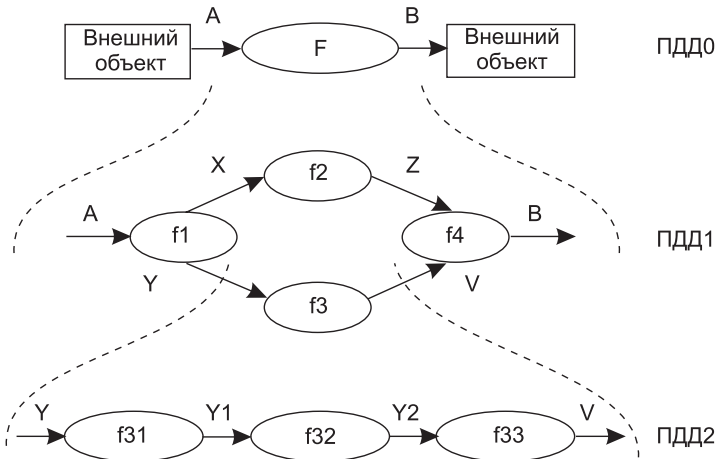 A
B
Внешний
объект
F
Внешний
объект
ПДД0
X
f2
Z
A
f1
f4
B
ПДД1
Y
f3
V
Y
f31
Y1
f32
Y2
f33
V
ПДД2